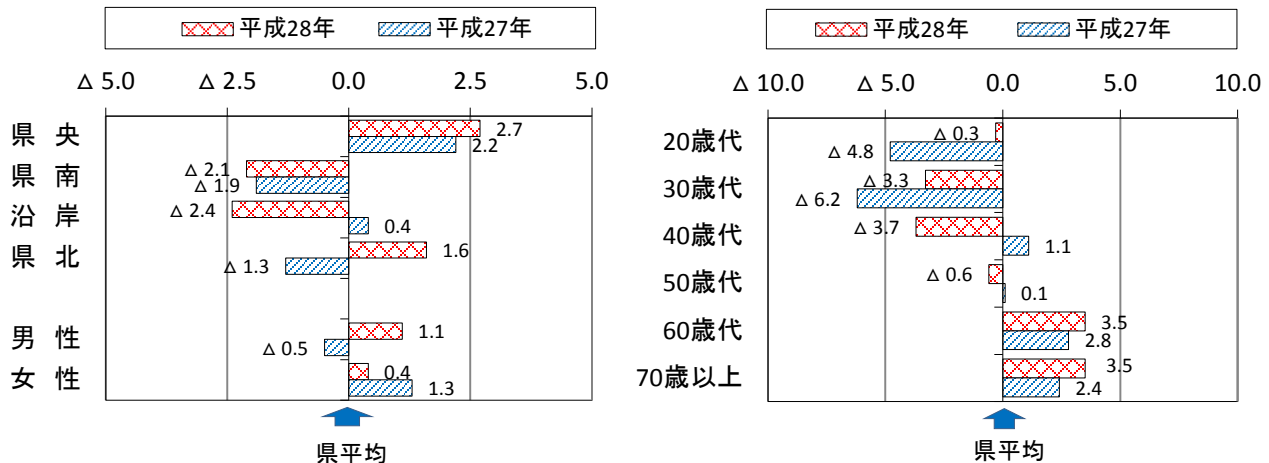 平成28年 平成27年
△ 5.0 △ 2.5 0.0 2.5 5.0
県 央 2.7
2.2
県 南 △ 2.1
△ 1.9
沿 岸 △ 2.4
0.4
県 北 1.6
△ 1.3
男 性 1.1
△ 0.5
女 性 0.4
1.3
県平均
平成28年 平成27年
△ 10.0 △ 5.0 0.0 5.0 10.0
20歳代 △ 0.3
△ 4.8
30歳代 △ 3.3
△ 6.2
40歳代 △ 3.7
1.1
50歳代 △ 0.6
0.1
60歳代 3.5
2.8
70歳以上 3.5
2.4
県平均